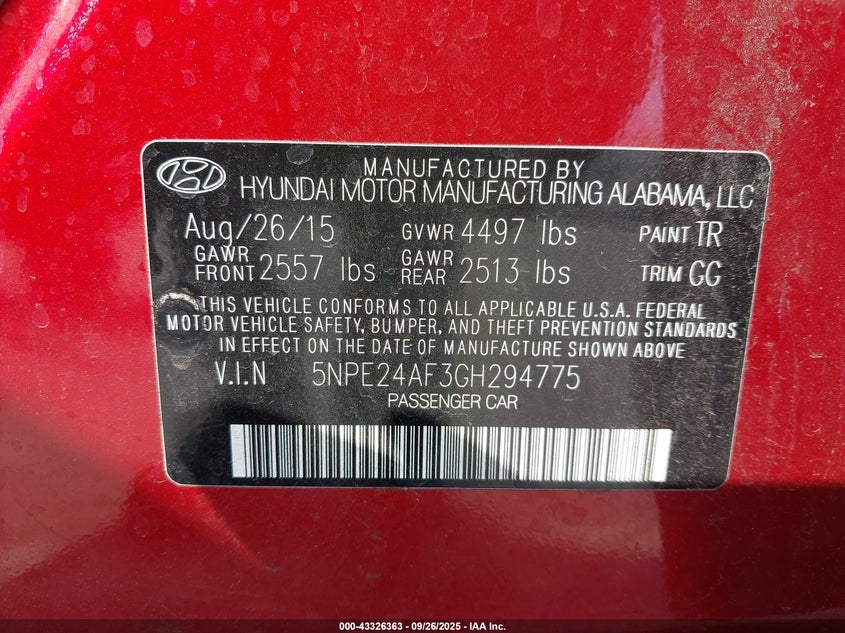 MANUFACTURED BY
HYUNDAI MOTOR MANUFACTURING ALABAMA, LLC
Aug/26/15 GVWR 4497 lbs PAINT TR
GAWR FRONT 2557 lbs GAWR REAR 2513 lbs TRIM GG
THIS VEHICLE CONFORMS TO ALL APPLICABLE U.S.A. FEDERAL
MOTOR VEHICLE SAFETY, BUMPER, AND THEFT PREVENTION STANDARDS
IN EFFECT ON THE DATE OF MANUFACTURE SHOWN ABOVE
V.I.N 5NPE24AF3GH294775
PASSENGER CAR
000-43326363 - 09/26/2025 - IAA Inc.